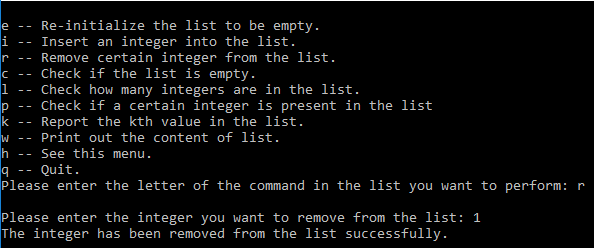 e -- Re-initialize the list to be empty.
i -- Insert an integer into the list.
r -- Remove certain integer from the list.
c -- Check if the list is empty.
l -- Check how many integers are in the list.
p -- Check if a certain integer is present in the list
k -- Report the kth value in the list.
w -- Print out the content of list.
h -- See this menu.
q -- Quit.
Please enter the letter of the command in the list you want to perform: r
Please enter the integer you want to remove from the list: 1
The integer has been removed from the list successfully.